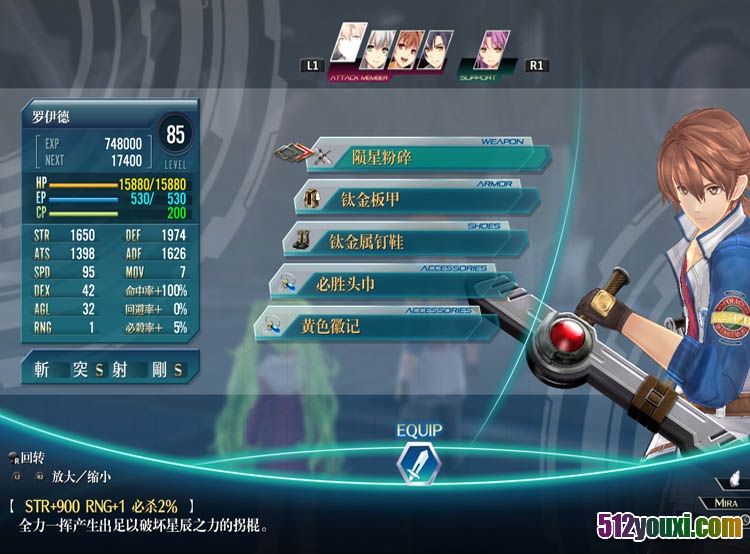 L1 R1
ATTACK MEMBER SUPPORT
罗伊德
EXP 748000
NEXT 17400
85
LEVEL
HP 15880/15880
EP 530/ 530
CP 200
STR 1650 DEF 1974
ATS 1398 ADF 1626
SPD 95 MOV 7
DEX 42 命中率+100%
AGL 32 回避率+ 0%
RNG 1 必殺率+ 5%
斬 突 S 射 剛 S
WEAPON
陨星粉碎
ARMOR
钛金板甲
SHOES
钛金属钉鞋
ACCESSORIES
必胜头巾
ACCESSORIES
黄色徽记
EQUIP
R 回转
L2 R2 放大／缩小
【 STR+900 RNG+1 必杀2% 】
全力一挥产生出足以破坏星辰之力的拐棍。
MIRA
512youxi.com